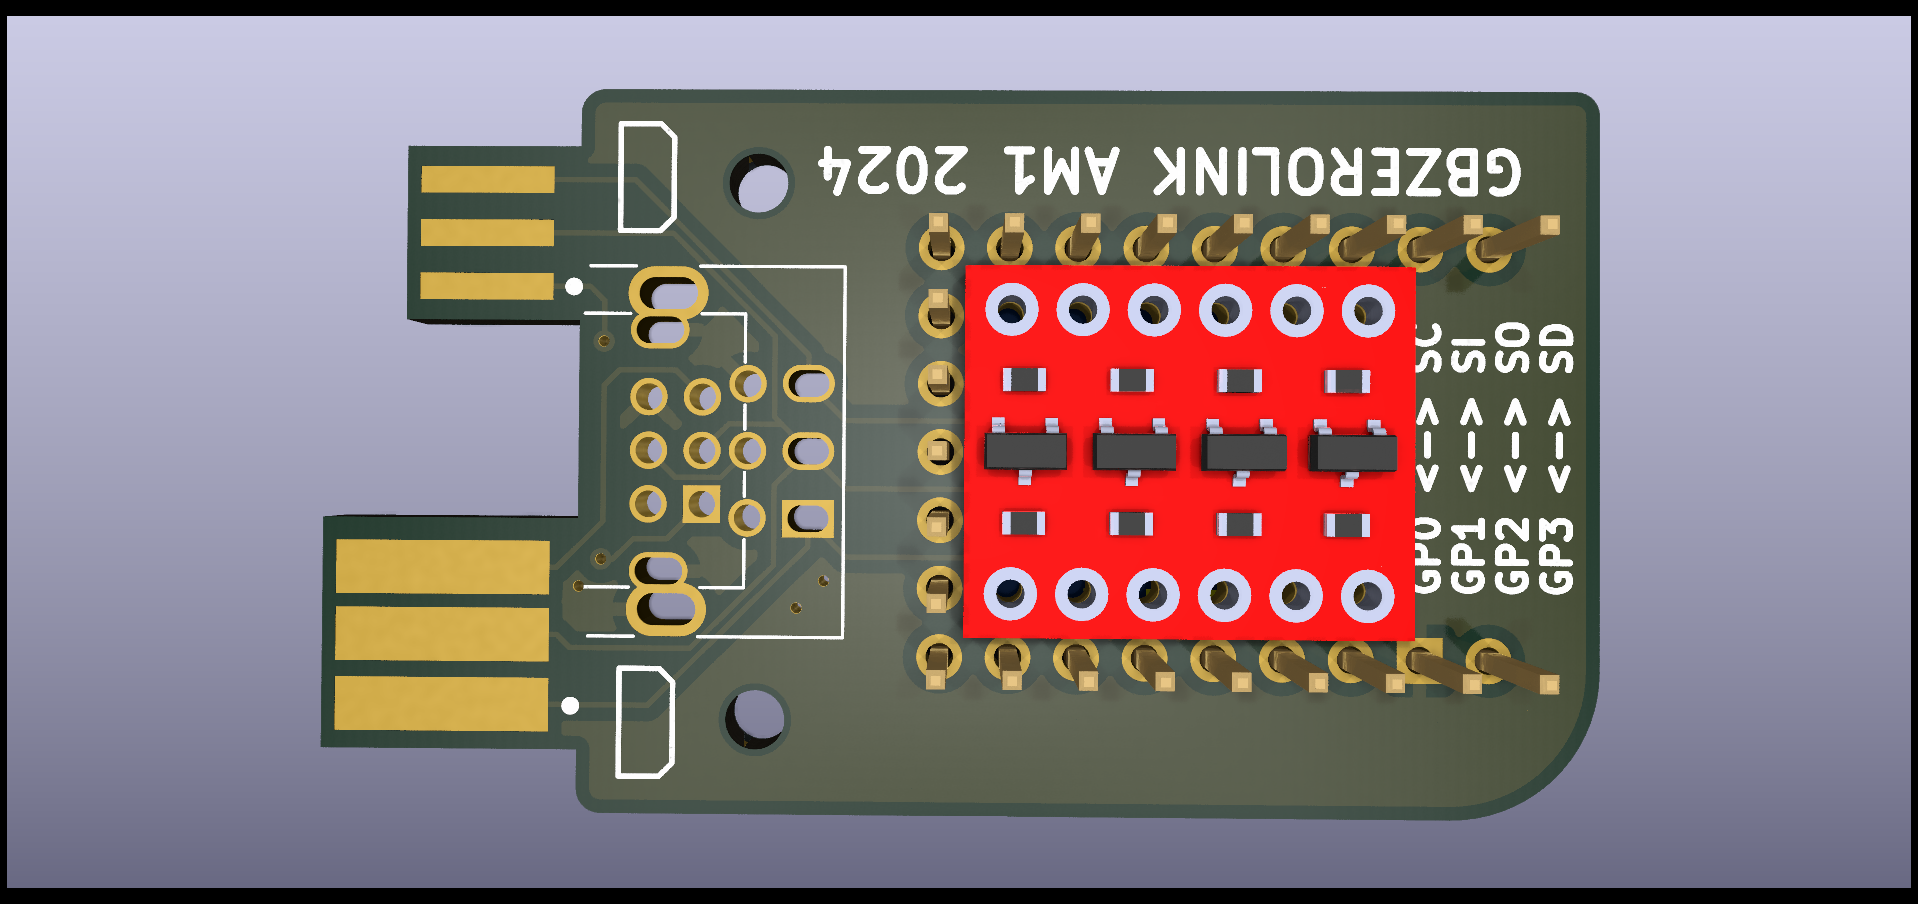 GBZEROLINK AM1 2024
GP0 <-> SC
GP1 <-> SI
GP2 <-> SO
GP3 <-> SD